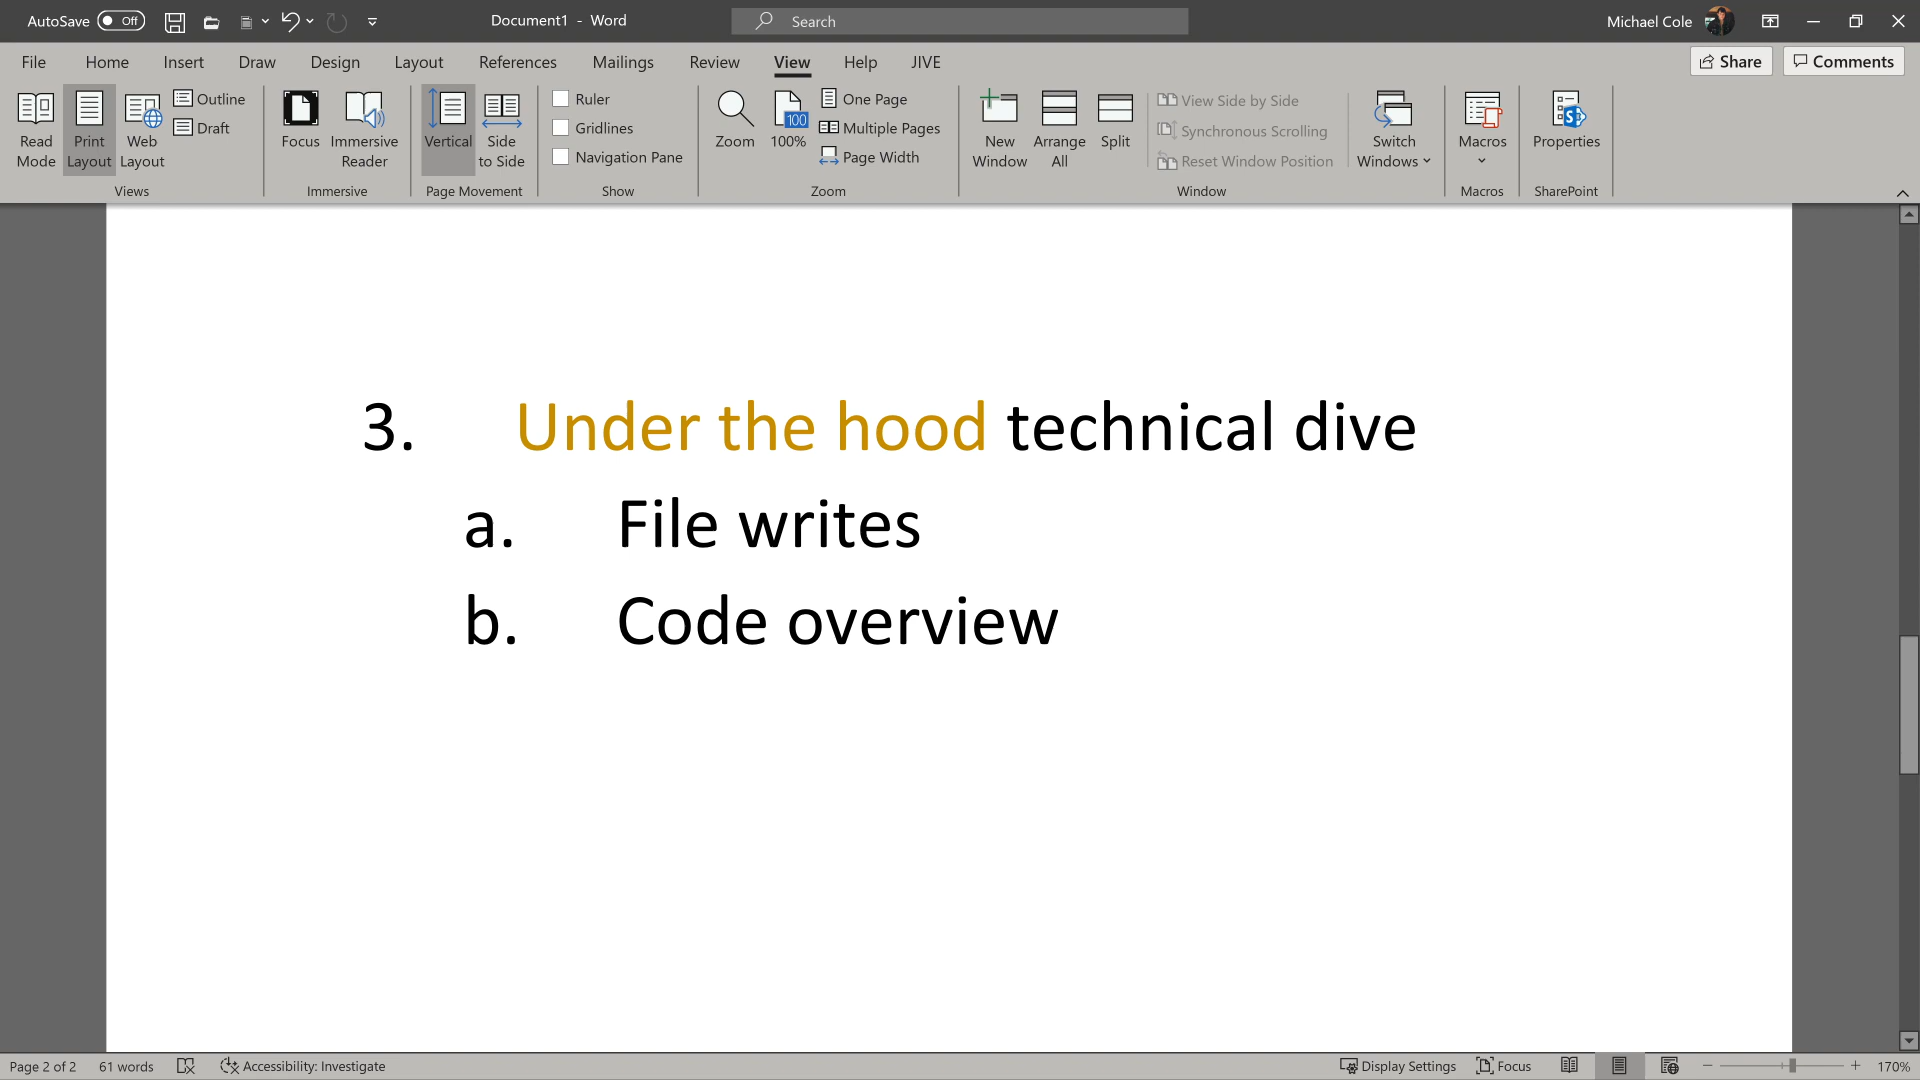 AutoSave Off Document1 - Word Search Michael Cole
File Home Insert Draw Design Layout References Mailings Review View Help JIVE Share Comments
Read Mode
Print Layout
Web Layout
Outline
Draft
Views
Focus
Immersive Reader
Immersive
Vertical
Side to Side
Page Movement
Ruler
Gridlines
Navigation Pane
Show
Zoom
100
100%
One Page
Multiple Pages
Page Width
Zoom
New Window
Arrange All
Split
View Side by Side
Synchronous Scrolling
Reset Window Position
Switch Windows
Window
Macros
Macros
Properties
SharePoint
3. Under the hood technical dive
a. File writes
b. Code overview
Page 2 of 2 61 words Accessibility: Investigate Display Settings Focus 170%